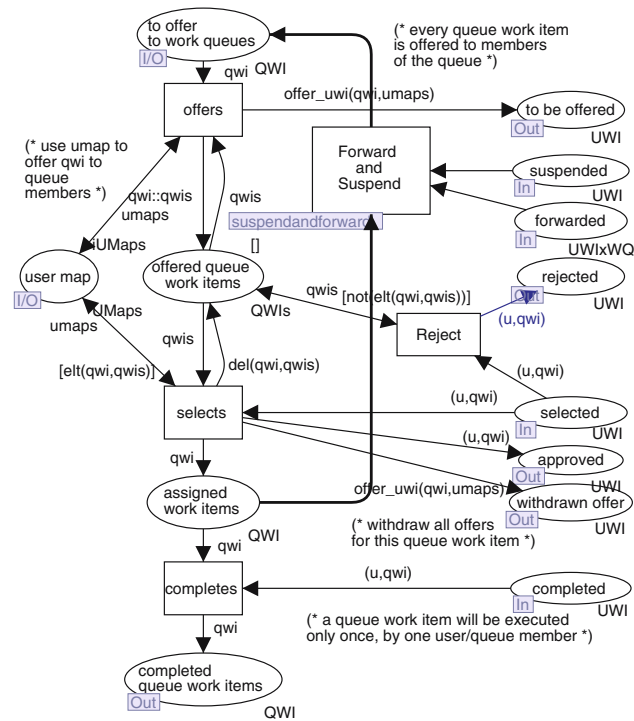 to offer
to work queues
I/O
QWI
qwi
(* every queue work item
is offered to members
of the queue *)
offers
offer_uwi(qwi,umaps)
to be offered
Out
UWI
(* use umap to
offer qwi to
queue
members *)
Forward
and
Suspend
suspendandforward
suspended
In
UWI
forwarded
In
UWIxWQ
qwi::qwis
umaps
qwis
UMaps
[]
user map
I/O
offered queue
work items
QWIs
rejected
Out
UWI
qwis
[not(elt(qwi,qwis))]
(u,qwi)
Reject
UMaps
umaps
qwis
del(qwi,qwis)
[elt(qwi,qwis)]
(u,qwi)
selects
(u,qwi)
selected
In
UWI
(u,qwi)
approved
Out
UWI
qwi
offer_uwi(qwi,umaps)
withdrawn offer
Out
UWI
assigned
work items
QWI
(* withdraw all offers
for this queue work item *)
qwi
completes
(u,qwi)
completed
In
UWI
(* a queue work item will be executed
only once, by one user/queue member *)
qwi
completed
queue work items
Out
QWI